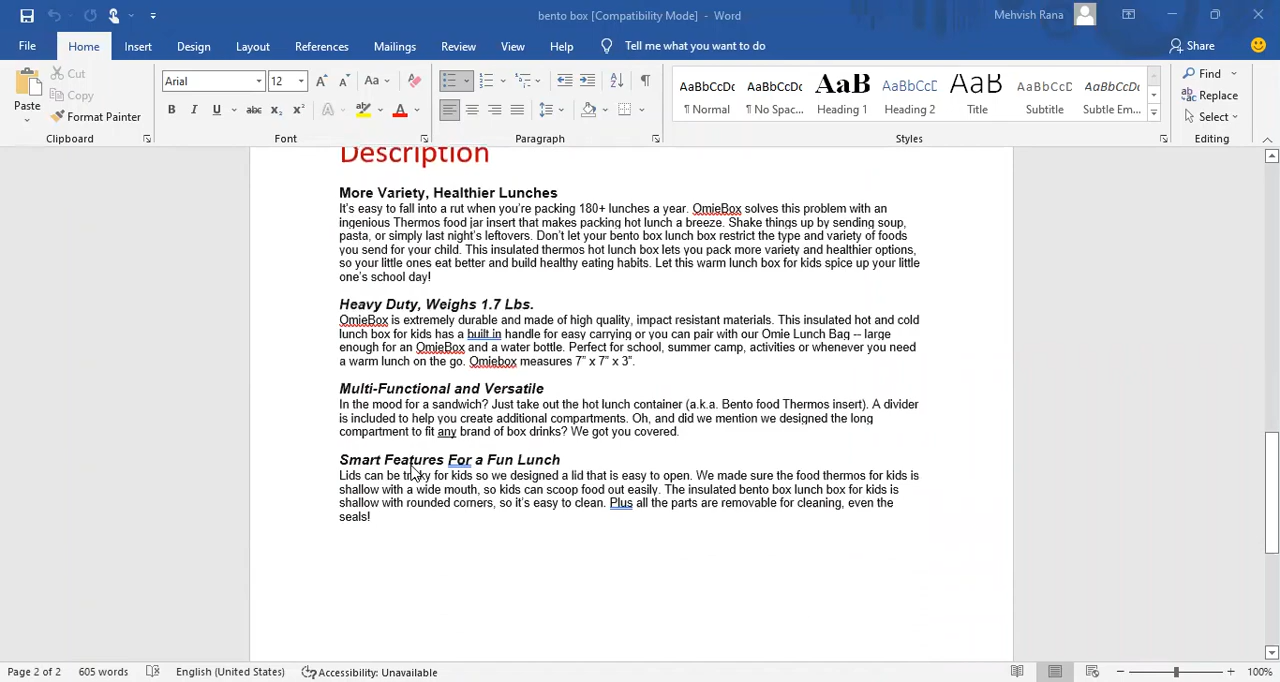 bento box [Compatibility Mode] - Word
Mehvish Rana
File Home Insert Design Layout References Mailings Review View Help Tell me what you want to do Share
Paste
Cut
Copy
Format Painter
Clipboard
Arial 12
Font
Paragraph
AaBbCcDc AaBbCcDc AaB AaBbCcD AaB AaBbCcDc AaBbCcDc
¶ Normal ¶ No Spac... Heading 1 Heading 2 Title Subtitle Subtle Em...
Styles
Find
Replace
Select
Editing
Description
More Variety, Healthier Lunches
It's easy to fall into a rut when you're packing 180+ lunches a year. OmieBox solves this problem with an
ingenious Thermos food jar insert that makes packing hot lunch a breeze. Shake things up by sending soup,
pasta, or simply last night's leftovers. Don't let your bento box lunch box restrict the type and variety of foods
you send for your child. This insulated thermos hot lunch box lets you pack more variety and healthier options,
so your little ones eat better and build healthy eating habits. Let this warm lunch box for kids spice up your little
one's school day!
Heavy Duty, Weighs 1.7 Lbs.
OmieBox is extremely durable and made of high quality, impact resistant materials. This insulated hot and cold
lunch box for kids has a built in handle for easy carrying or you can pair with our Omie Lunch Bag -- large
enough for an OmieBox and a water bottle. Perfect for school, summer camp, activities or whenever you need
a warm lunch on the go. Omiebox measures 7” x 7” x 3”.
Multi-Functional and Versatile
In the mood for a sandwich? Just take out the hot lunch container (a.k.a. Bento food Thermos insert). A divider
is included to help you create additional compartments. Oh, and did we mention we designed the long
compartment to fit any brand of box drinks? We got you covered.
Smart Features For a Fun Lunch
Lids can be tricky for kids so we designed a lid that is easy to open. We made sure the food thermos for kids is
shallow with a wide mouth, so kids can scoop food out easily. The insulated bento box lunch box for kids is
shallow with rounded corners, so it's easy to clean. Plus all the parts are removable for cleaning, even the
seals!
Page 2 of 2 605 words English (United States) Accessibility: Unavailable 100%